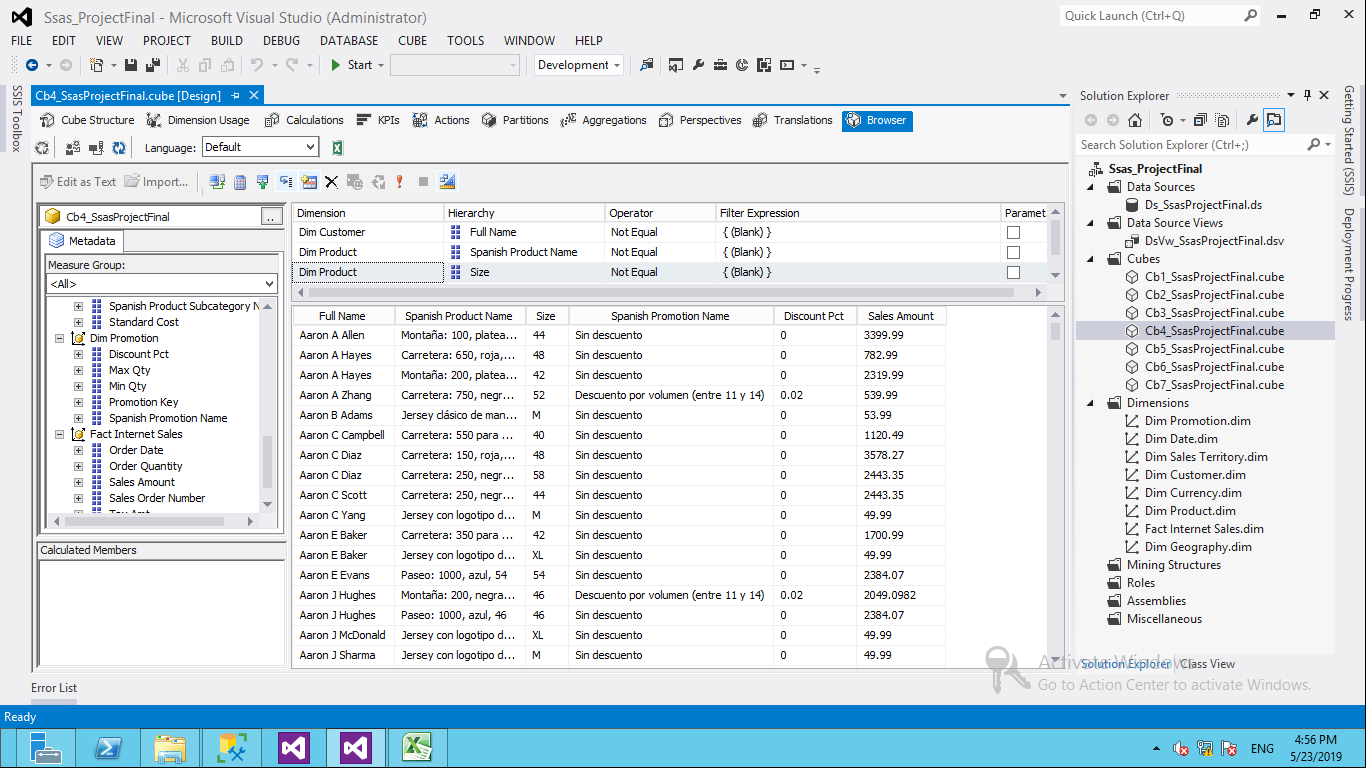 Ssas_ProjectFinal - Microsoft Visual Studio (Administrator)
Quick Launch (Ctrl+Q)
FILE EDIT VIEW PROJECT BUILD DEBUG DATABASE CUBE TOOLS WINDOW HELP
Start Development
SSIS Toolbox
Cb4_SsasProjectFinal.cube [Design]
Cube Structure Dimension Usage Calculations KPIs Actions Partitions Aggregations Perspectives Translations Browser
Language: Default
Edit as Text Import...
Cb4_SsasProjectFinal ..
Metadata
Measure Group:
<All>
Spanish Product Subcategory N
Standard Cost
Dim Promotion
Discount Pct
Max Qty
Min Qty
Promotion Key
Spanish Promotion Name
Fact Internet Sales
Order Date
Order Quantity
Sales Amount
Sales Order Number
Calculated Members
Dimension Hierarchy Operator Filter Expression Paramet
Dim Customer Full Name Not Equal { (Blank) }
Dim Product Spanish Product Name Not Equal { (Blank) }
Dim Product Size Not Equal { (Blank) }
Full Name Spanish Product Name Size Spanish Promotion Name Discount Pct Sales Amount
Aaron A Allen Montaña: 100, platea... 44 Sin descuento 0 3399.99
Aaron A Hayes Carretera: 650, roja,... 48 Sin descuento 0 782.99
Aaron A Hayes Montaña: 200, platea... 42 Sin descuento 0 2319.99
Aaron A Zhang Carretera: 750, negr... 52 Descuento por volumen (entre 11 y 14) 0.02 539.99
Aaron B Adams Jersey clásico de man... M Sin descuento 0 53.99
Aaron C Campbell Carretera: 550 para ... 40 Sin descuento 0 1120.49
Aaron C Diaz Carretera: 150, roja,... 48 Sin descuento 0 3578.27
Aaron C Diaz Carretera: 250, negr... 58 Sin descuento 0 2443.35
Aaron C Scott Carretera: 250, negr... 44 Sin descuento 0 2443.35
Aaron C Yang Jersey con logotipo d... M Sin descuento 0 49.99
Aaron E Baker Carretera: 350 para ... 42 Sin descuento 0 1700.99
Aaron E Baker Jersey con logotipo d... XL Sin descuento 0 49.99
Aaron E Evans Paseo: 1000, azul, 54 54 Sin descuento 0 2384.07
Aaron J Hughes Montaña: 200, negra... 46 Descuento por volumen (entre 11 y 14) 0.02 2049.0982
Aaron J Hughes Paseo: 1000, azul, 46 46 Sin descuento 0 2384.07
Aaron J McDonald Jersey con logotipo d... XL Sin descuento 0 49.99
Aaron J Sharma Jersey con logotipo d... M Sin descuento 0 49.99
Solution Explorer
Search Solution Explorer (Ctrl+;)
Ssas_ProjectFinal
Data Sources
Ds_SsasProjectFinal.ds
Data Source Views
DsVw_SsasProjectFinal.dsv
Cubes
Cb1_SsasProjectFinal.cube
Cb2_SsasProjectFinal.cube
Cb3_SsasProjectFinal.cube
Cb4_SsasProjectFinal.cube
Cb5_SsasProjectFinal.cube
Cb6_SsasProjectFinal.cube
Cb7_SsasProjectFinal.cube
Dimensions
Dim Promotion.dim
Dim Date.dim
Dim Sales Territory.dim
Dim Customer.dim
Dim Currency.dim
Dim Product.dim
Fact Internet Sales.dim
Dim Geography.dim
Mining Structures
Roles
Assemblies
Miscellaneous
Solution Explorer Class View
Activate Windows
Go to Action Center to activate Windows.
Getting Started (SSIS)
Deployment Progress
Error List
Ready
ENG
4:56 PM
5/23/2019